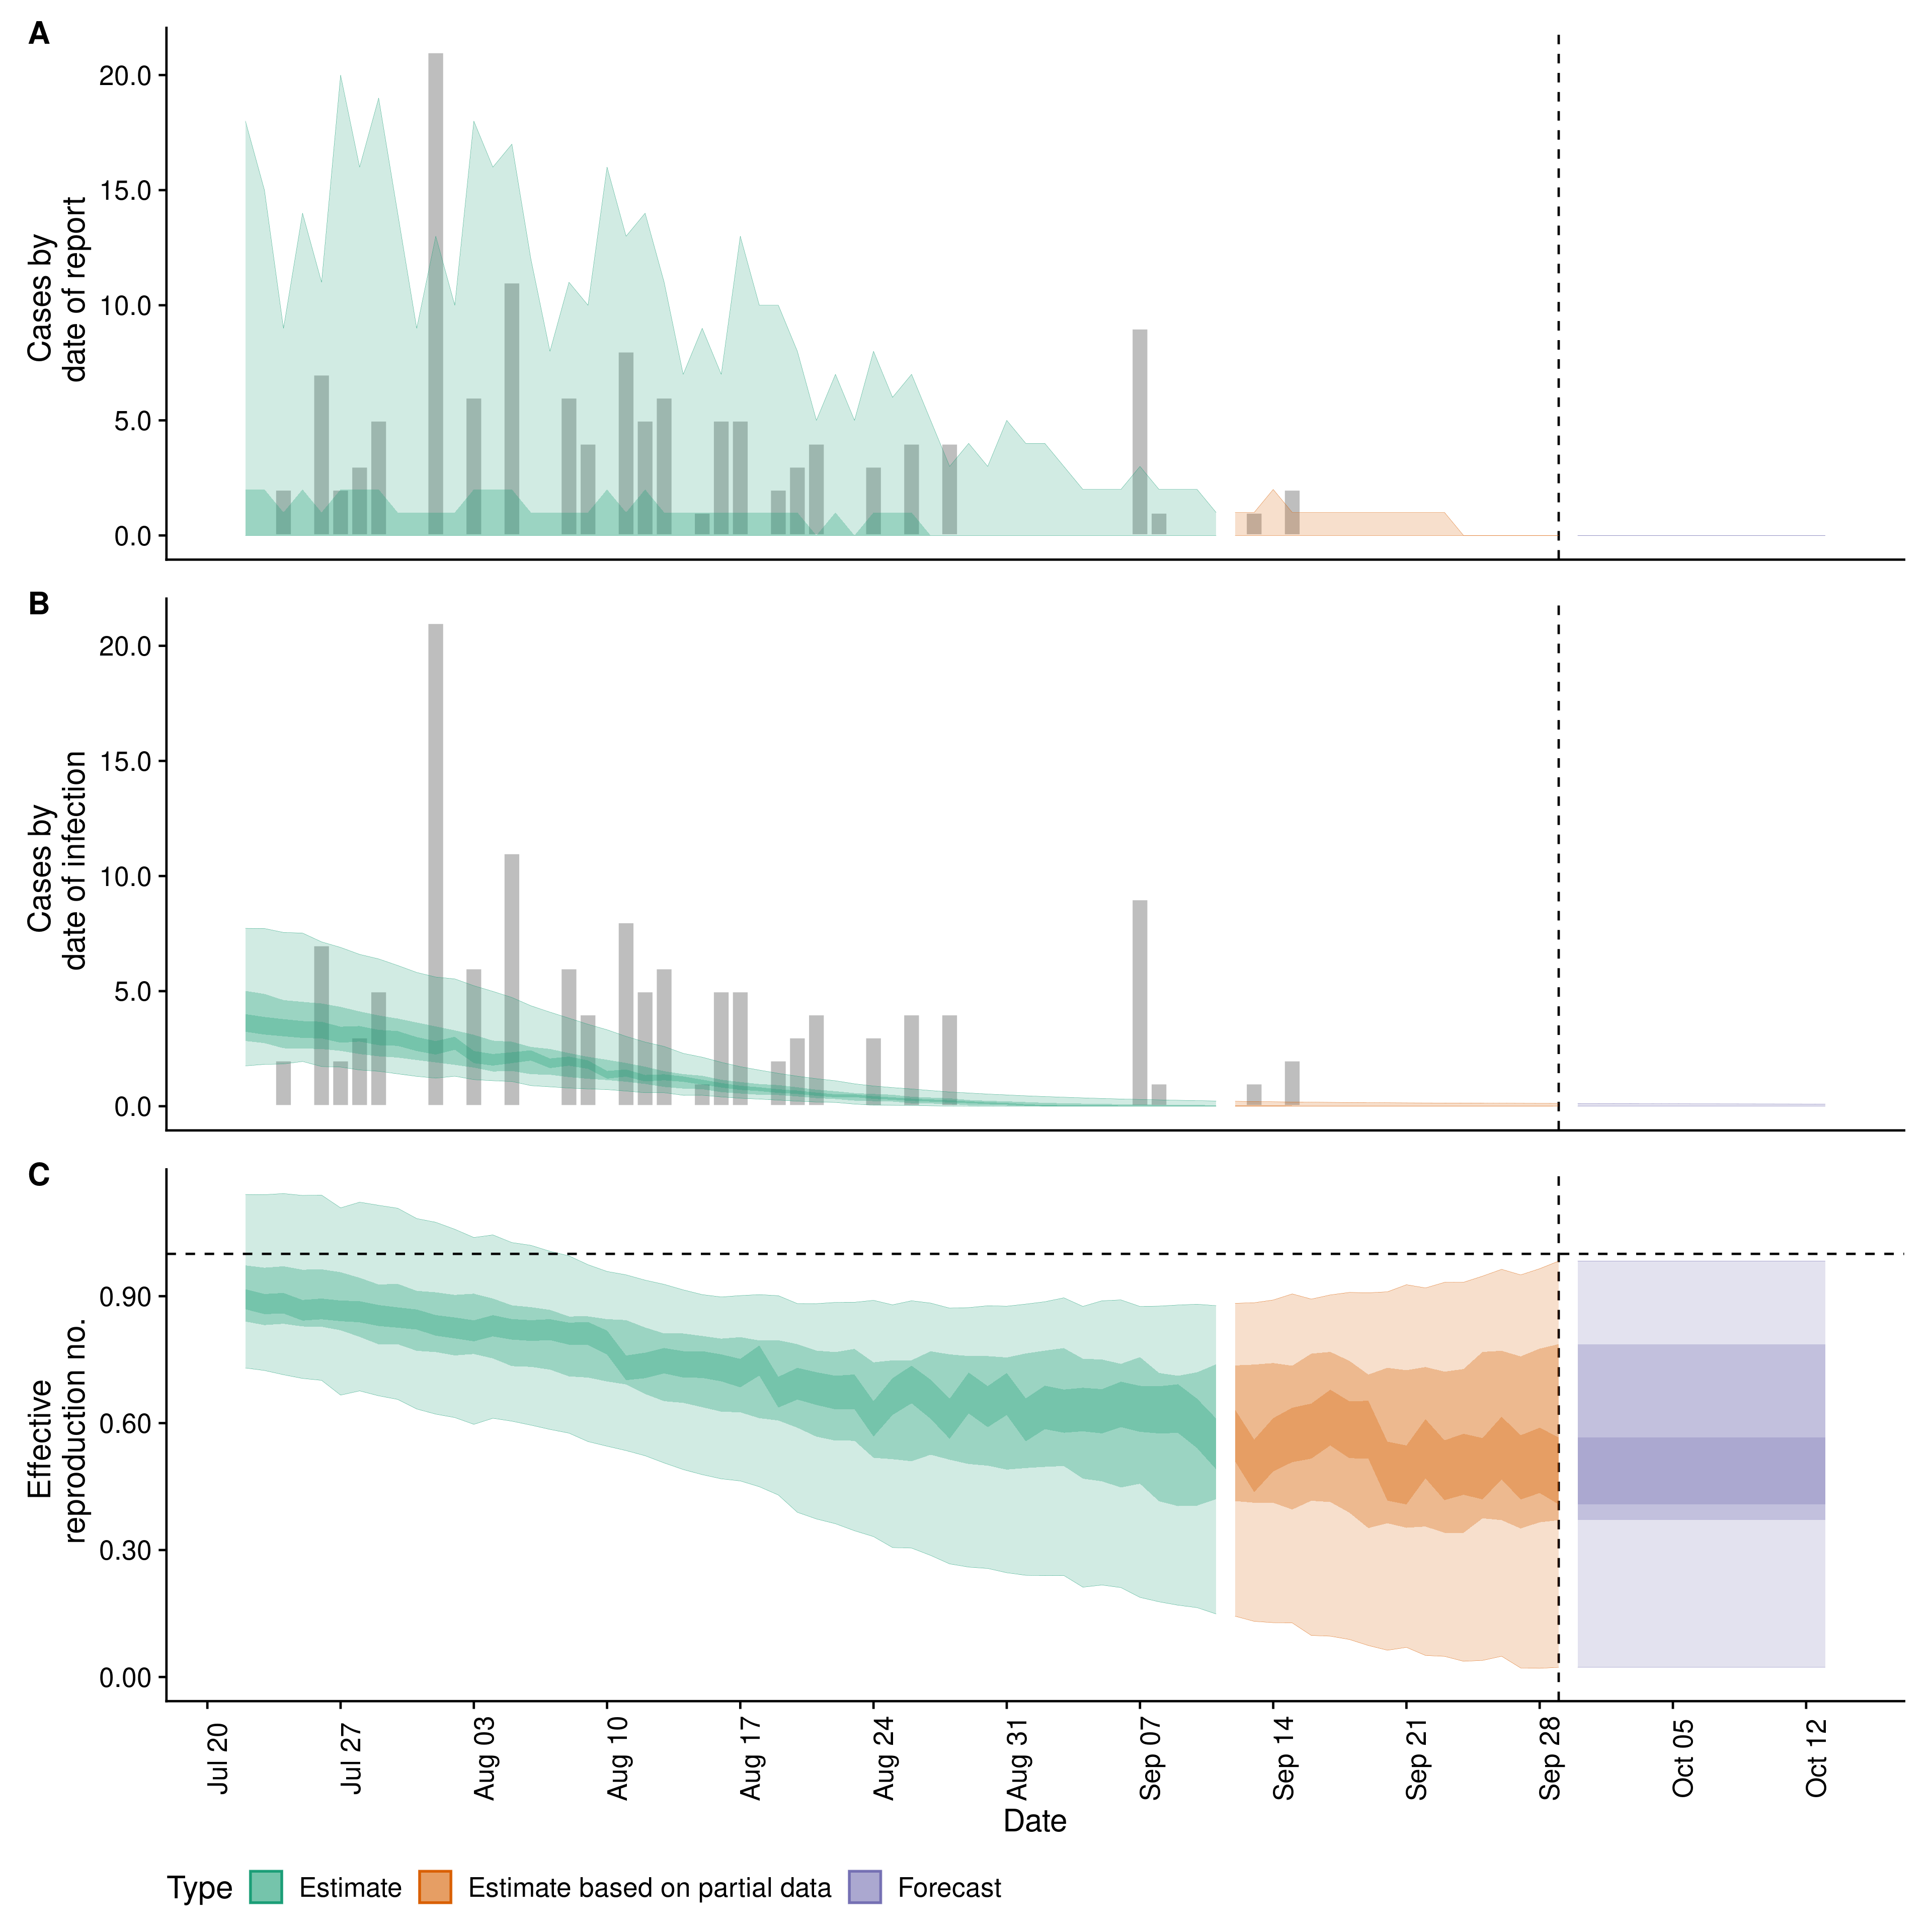 A
20.0
15.0
10.0
5.0
0.0
Cases by
date of report
B
20.0
15.0
10.0
5.0
0.0
Cases by
date of infection
C
0.90
0.60
0.30
0.00
Effective
reproduction no.
Jul 20
Jul 27
Aug 03
Aug 10
Aug 17
Aug 24
Aug 31
Sep 07
Sep 14
Sep 21
Sep 28
Oct 05
Oct 12
Date
Type Estimate Estimate based on partial data Forecast